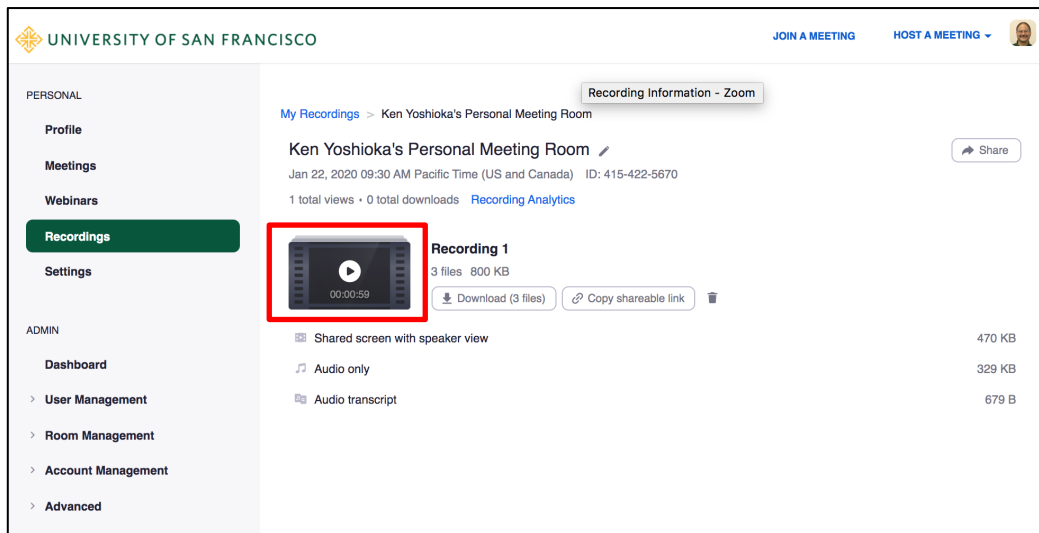 UNIVERSITY OF SAN FRANCISCO
JOIN A MEETING
HOST A MEETING
PERSONAL
Profile
Meetings
Webinars
Recordings
Settings
ADMIN
Dashboard
User Management
Room Management
Account Management
Advanced
Recording Information - Zoom
My Recordings > Ken Yoshioka's Personal Meeting Room
Ken Yoshioka's Personal Meeting Room
Share
Jan 22, 2020 09:30 AM Pacific Time (US and Canada) ID: 415-422-5670
1 total views • 0 total downloads Recording Analytics
00:00:59
Recording 1
3 files 800 KB
Download (3 files)
Copy shareable link
Shared screen with speaker view 470 KB
Audio only 329 KB
Audio transcript 679 B